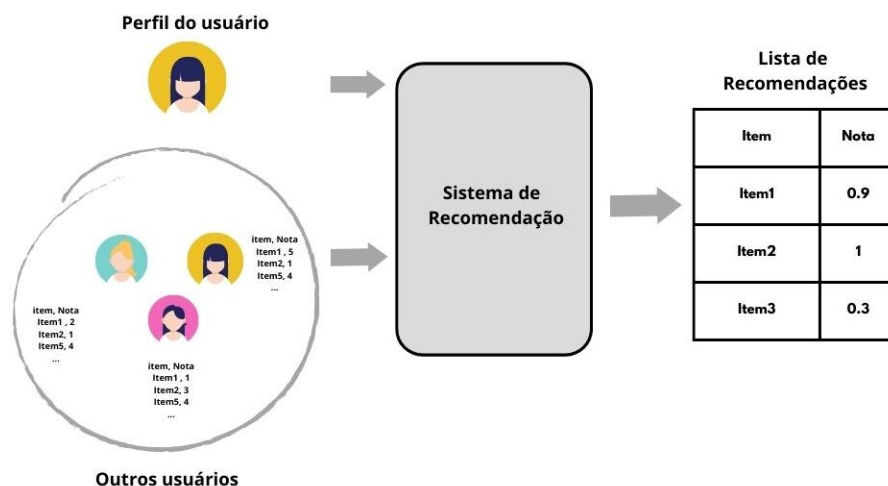 Perfil do usuário
item, Nota
Item1 , 5
Item2, 1
Item5, 4
...
item, Nota
Item1 , 2
Item2, 1
Item5, 4
...
item, Nota
Item1 , 1
Item2, 3
Item5, 4
...
Outros usuários
Sistema de
Recomendação
Lista de
Recomendações
Item Nota
Item1 0.9
Item2 1
Item3 0.3